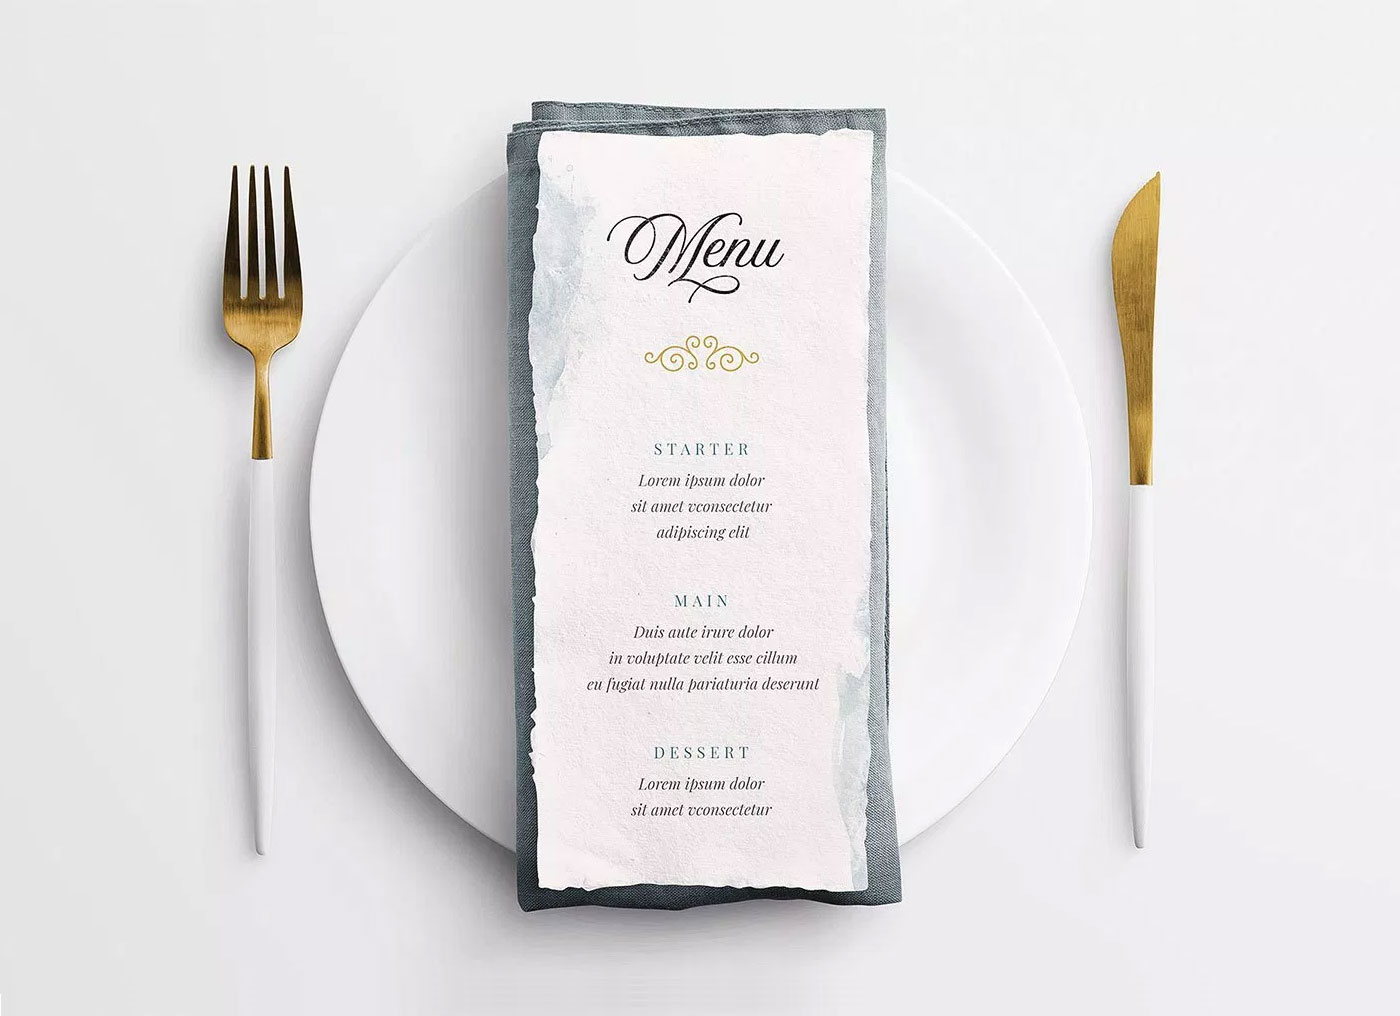 Menu
STARTER
Lorem ipsum dolor
sit amet vconsectetur
adipiscing elit
MAIN
Duis aute irure dolor
in voluptate velit esse cillum
eu fugiat nulla pariaturia deserunt
DESSERT
Lorem ipsum dolor
sit amet vconsectetur